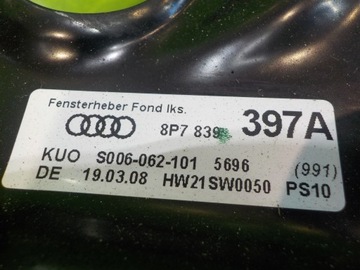 Fensterheber Fond lks.
8P7 839 397A
KUO S006-062-101 5696 (991)
DE 19.03.08 HW21SW0050 PS10